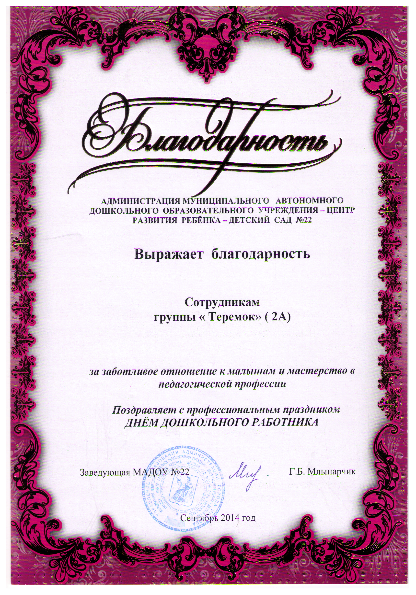 Благодарность
АДМИНИСТРАЦИЯ МУНИЦИПАЛЬНОГО АВТОНОМНОГО
ДОШКОЛЬНОГО ОБРАЗОВАТЕЛЬНОГО УЧРЕЖДЕНИЯ – ЦЕНТР
РАЗВИТИЯ РЕБЁНКА – ДЕТСКИЙ САД №22
Выражает благодарность
Сотрудникам
группы « Теремок» ( 2А)
за заботливое отношение к малышам и мастерство в
педагогической профессии
Поздравляет с профессиональным праздником
ДНЁМ ДОШКОЛЬНОГО РАБОТНИКА
Заведующая МАДОУ №22 Г.Б. Млынарчик
Сентябрь 2014 год